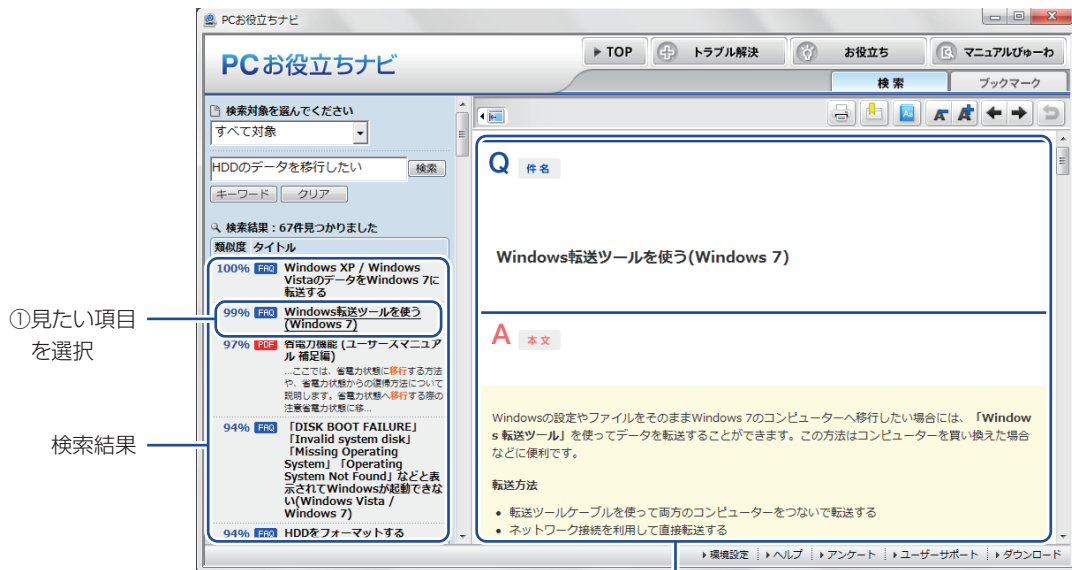 PCお役立ちナビ
PCお役立ちナビ
TOP
トラブル解決
お役立ち
マニュアルびゅーわ
検索
ブックマーク
検索対象を選んでください
すべて対象
HDDのデータを移行したい
検索
キーワード
クリア
検索結果：67件見つかりました
類似度 タイトル
100% FAQ Windows XP / Windows
VistaのデータをWindows 7に
転送する
99% FAQ Windows転送ツールを使う
(Windows 7)
97% PDF 省電力機能 (ユーザーズマニュア
ル 補足編)
…ここでは、省電力状態に移行する方法
や、省電力状態からの復帰方法について
説明します。省電力状態へ移行する際の
注意省電力状態に移...
94% FAQ 「DISK BOOT FAILURE」
「Invalid system disk」
「Missing Operating
System」「Operating
System Not Found」などと表
示されてWindowsが起動できな
い(Windows Vista /
Windows 7)
94% FAQ HDDをフォーマットする
①見たい項目
を選択
検索結果
Q 件名
Windows転送ツールを使う(Windows 7)
A 本文
Windowsの設定やファイルをそのままWindows 7のコンピューターへ移行したい場合には、「Window
s 転送ツール」を使ってデータを転送することができます。この方法はコンピューターを買い換えた場合
などに便利です。
転送方法
• 転送ツールケーブルを使って両方のコンピューターをつないで転送する
• ネットワーク接続を利用して直接転送する
環境設定
ヘルプ
アンケート
ユーザーサポート
ダウンロード